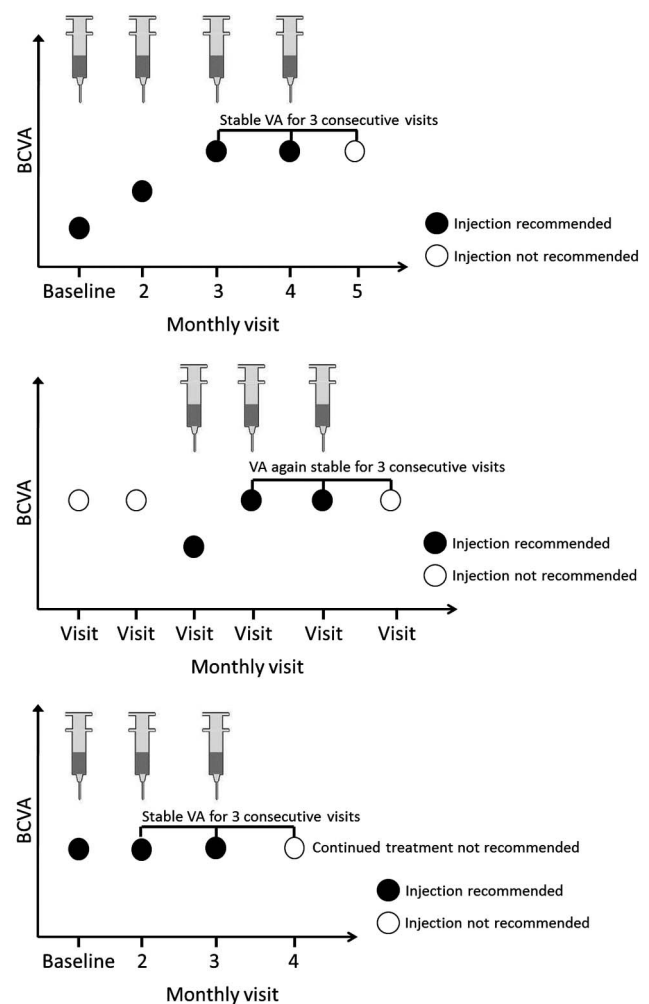 Stable VA for 3 consecutive visits
BCVA
Injection recommended
Injection not recommended
Baseline 2 3 4 5
Monthly visit
VA again stable for 3 consecutive visits
BCVA
Injection recommended
Injection not recommended
Visit Visit Visit Visit Visit Visit
Monthly visit
Stable VA for 3 consecutive visits
BCVA
Continued treatment not recommended
Injection recommended
Injection not recommended
Baseline 2 3 4
Monthly visit